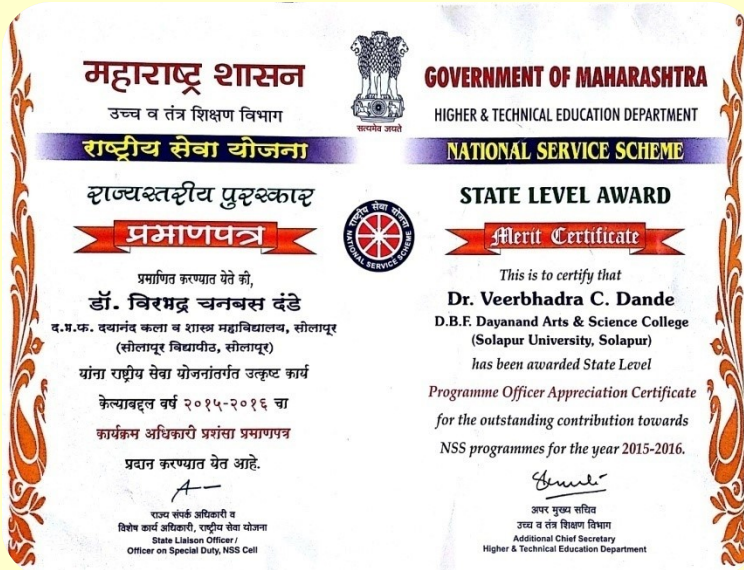 महाराष्ट्र शासन
उच्च व तंत्र शिक्षण विभाग
राष्ट्रीय सेवा योजना
राज्यस्तरीय पुरस्कार
प्रमाणपत्र
प्रमाणित करण्यात येते की,
डॉ. विरभद्र चनबस दंडे
द.भ.फ. दयानंद कला व शास्त्र महाविद्यालय, सोलापूर
(सोलापूर विद्यापीठ, सोलापूर)
यांना राष्ट्रीय सेवा योजनांतर्गत उत्कृष्ट कार्य
केल्याबद्दल वर्ष २०१५-२०१६ चा
कार्यक्रम अधिकारी प्रशंसा प्रमाणपत्र
प्रदान करण्यात येत आहे.
राज्य संपर्क अधिकारी व
विशेष कार्य अधिकारी, राष्ट्रीय सेवा योजना
State Liaison Officer /
Officer on Special Duty, NSS Cell
सत्यमेव जयते
राष्ट्रीय सेवा योजना
NATIONAL SERVICE SCHEME
GOVERNMENT OF MAHARASHTRA
HIGHER & TECHNICAL EDUCATION DEPARTMENT
NATIONAL SERVICE SCHEME
STATE LEVEL AWARD
Merit Certificate
This is to certify that
Dr. Veerbhadra C. Dande
D.B.F. Dayanand Arts & Science College
(Solapur University, Solapur)
has been awarded State Level
Programme Officer Appreciation Certificate
for the outstanding contribution towards
NSS programmes for the year 2015-2016.
अपर मुख्य सचिव
उच्च व तंत्र शिक्षण विभाग
Additional Chief Secretary
Higher & Technical Education Department